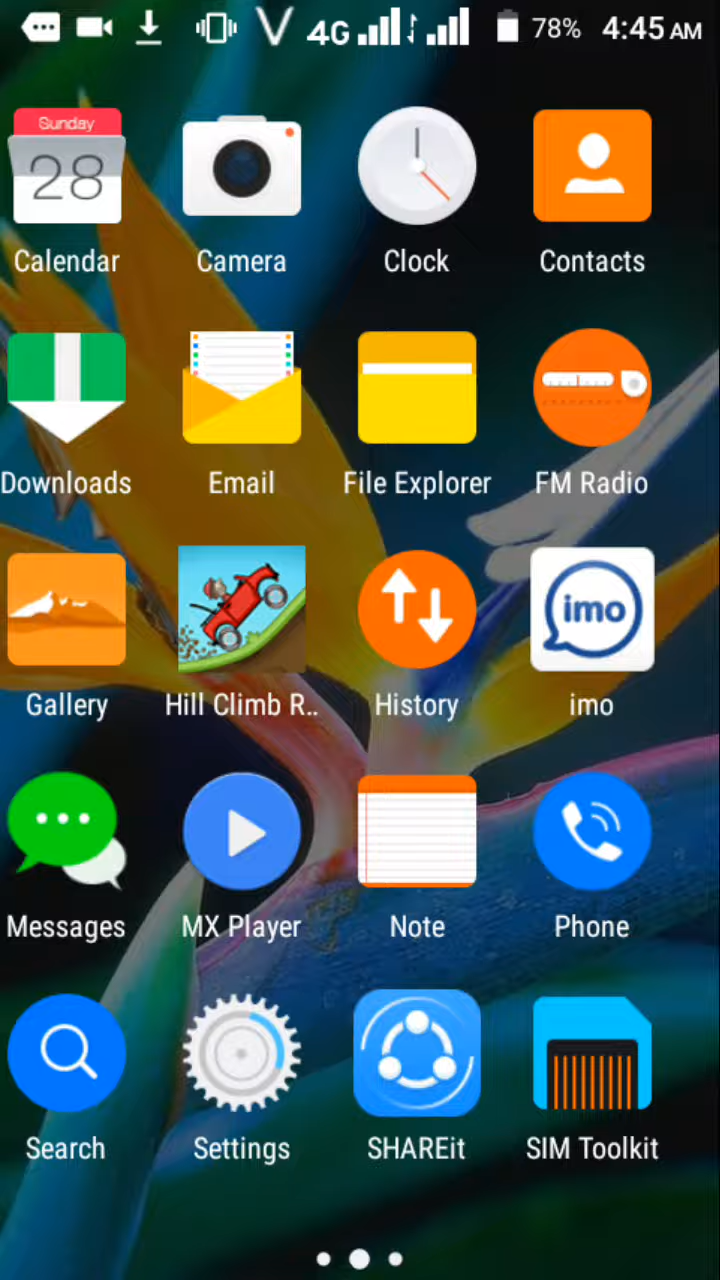 4G 78% 4:45 AM
Sunday
28
Calendar Camera Clock Contacts
Downloads Email File Explorer FM Radio
imo
Gallery Hill Climb R.. History imo
Messages MX Player Note Phone
Search Settings SHAREit SIM Toolkit